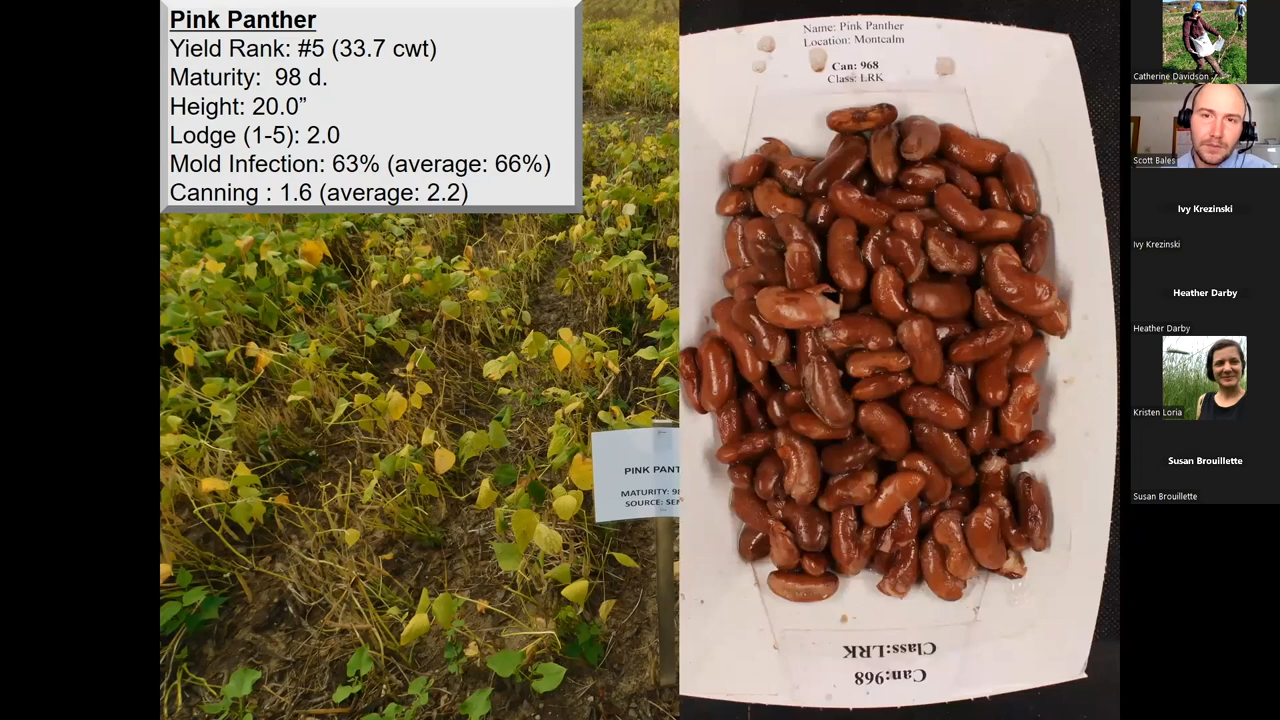 Pink Panther
Yield Rank: #5 (33.7 cwt)
Maturity:  98 d.
Height: 20.0”
Lodge (1-5): 2.0
Mold Infection: 63% (average: 66%)
Canning : 1.6 (average: 2.2)
PINK PANT
MATURITY: 98
SOURCE: SE
Name: Pink Panther
Location: Montcalm
Can: 968
Class: LRK
Class:LRK
Can:968
Catherine Davidson
Scott Bales
Ivy Krezinski
Ivy Krezinski
Heather Darby
Heather Darby
Kristen Loria
Susan Brouillette
Susan Brouillette